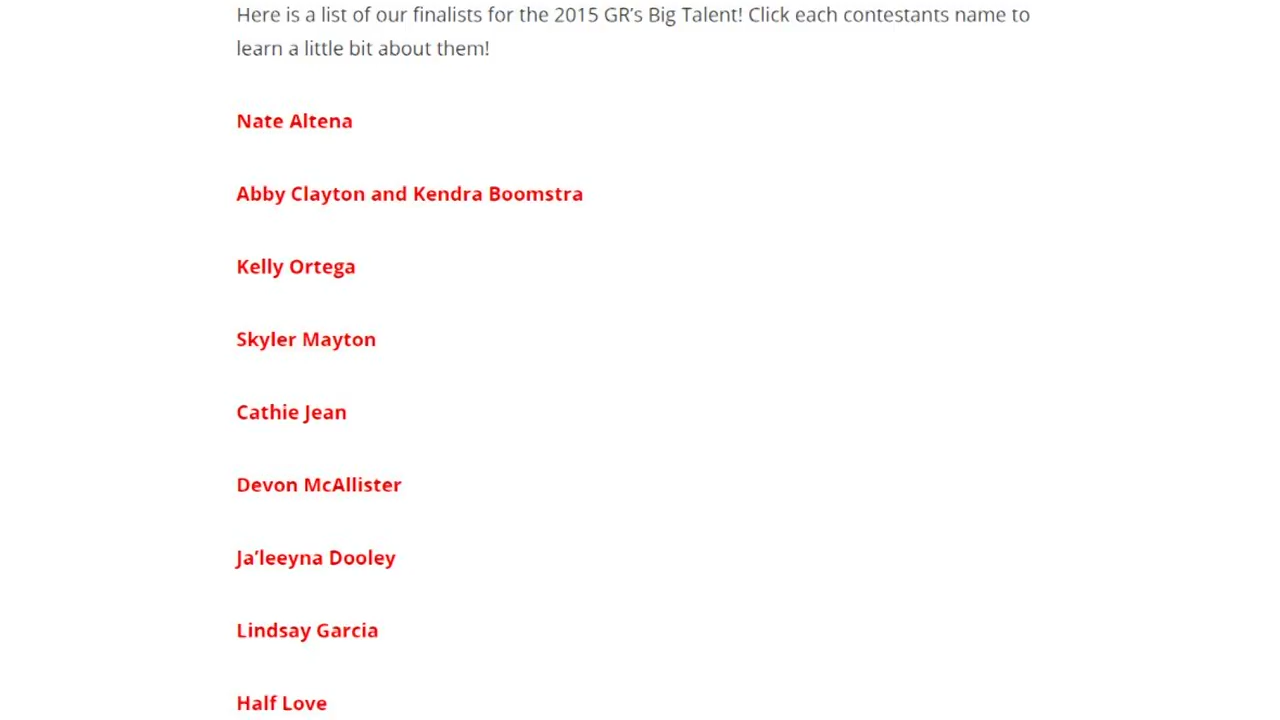 Here is a list of our finalists for the 2015 GR’s Big Talent! Click each contestants name to
learn a little bit about them!
Nate Altena
Abby Clayton and Kendra Boomstra
Kelly Ortega
Skyler Mayton
Cathie Jean
Devon McAllister
Ja’leeyna Dooley
Lindsay Garcia
Half Love